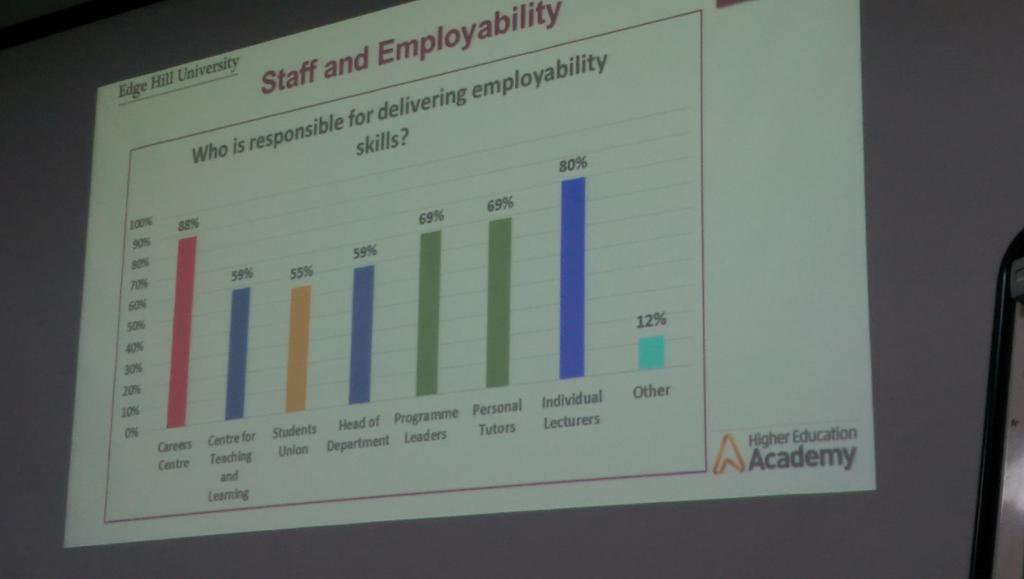 Edge Hill University
Staff and Employability
Who is responsible for delivering employability
skills?
100%
90%
80%
70%
60%
50%
40%
30%
20%
10%
0%
88%
59%
55%
59%
69%
69%
80%
12%
Careers
Centre
Centre for
Teaching
and
Learning
Students
Union
Head of
Department
Programme
Leaders
Personal
Tutors
Individual
Lecturers
Other
Higher Education
Academy